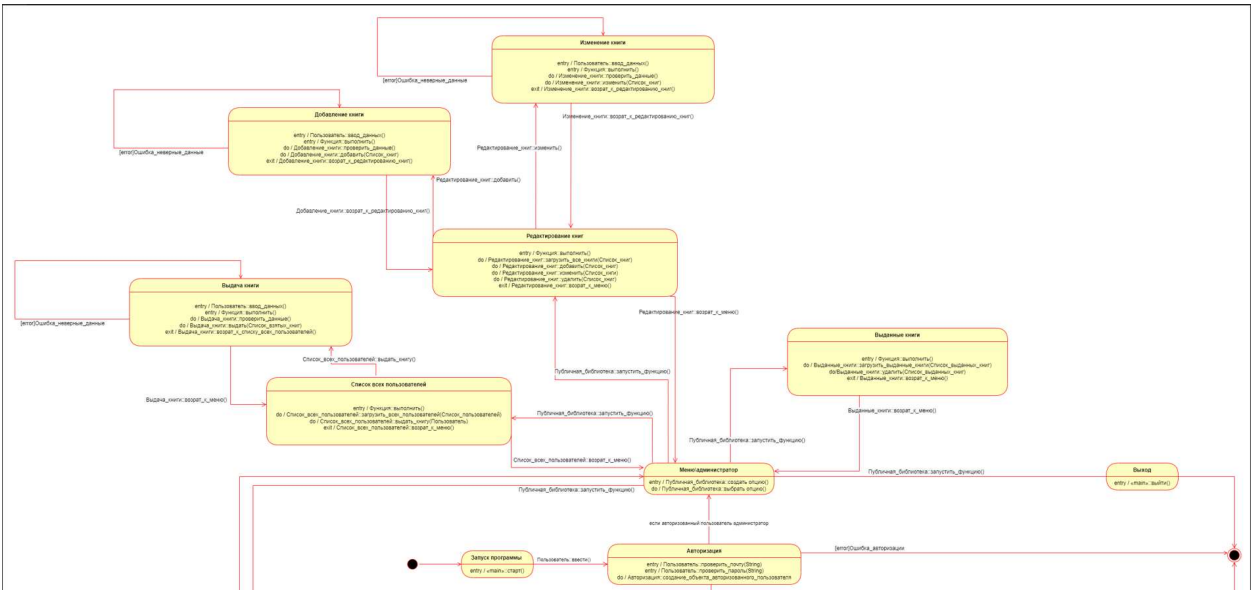 Изменение книги
entry / Пользователь::ввод_данных()
entry / Функция::выполнить()
do / Изменение_книги::проверить_данные()
do / Изменение_книги::изменить(Список_книг)
exit / Изменение_книги::возрат_к_редактированию_книг()
[error]Ошибка_неверные_данные
Добавление книги
entry / Пользователь::ввод_данных()
entry / Функция::выполнить()
do / Добавление_книги::проверить_данные()
do / Добавление_книги::добавить(Список_книг)
exit / Добавление_книги::возрат_к_редактированию_книг()
[error]Ошибка_неверные_данные
Изменение_книги::возрат_к_редактированию_книг()
Редактирование_книг::изменить()
Редактирование_книг::добавить()
Добавление_книги::возрат_к_редактированию_книг()
Редактирование книг
entry / Функция::выполнить()
do / Редактирование_книг::загрузить_все_книги(Список_книг)
do / Редактирование_книг::добавить(Список_книг)
do / Редактирование_книг::изменить(Список_книги)
do / Редактирование_книг::удалить(Список_книг)
exit / Редактирование_книг::возрат_к_меню()
Выдача книги
entry / Пользователь::ввод_данных()
entry / Функция::выполнить()
do / Выдача_книги::проверить_данные()
do / Выдача_книги::выдать(Список_взятых_книг)
exit / Выдача_книги::возрат_к_списку_всех_пользователей()
[error]Ошибка_неверные_данные
Редактирование_книг::возрат_к_меню()
Выданные книги
entry / Функция::выполнить()
do / Выданные_книги::загрузить_выданные_книги(Список_выданных_книг)
do/Выданные_книги::удалить(Список_выданных_книг)
exit / Выданные_книги::возрат_к_меню()
Список_всех_пользователей::выдать_книгу()
Публичная_библиотека::запустить_функцию()
Список всех пользователей
entry / Функция::выполнить()
do / Список_всех_пользователей::загрузить_всех_пользователей(Список_пользователей)
do / Список_всех_пользователей::выдать_книгу(Пользователь)
exit / Список_всех_пользователей::возрат_к_меню()
Выдача_книги::возрат_к_меню()
Публичная_библиотека::запустить_функцию()
Выданные_книги::возрат_к_меню()
Публичная_библиотека::запустить_функцию()
Список_всех_пользователей::возрат_к_меню()
Меню\администратор
entry / Публичная_библиотека::создать опцию()
do / Публичная_библиотека::выбрать опцию()
Публичная_библиотека::запустить_функцию()
Выход
entry / «main»::выйти()
Публичная_библиотека::запустить_функцию()
если авторизованный пользователь администратор
Запуск программы
entry / «main»::старт()
Пользователь::ввести()
Авторизация
entry / Пользователь::проверить_почту(String)
entry / Пользователь::проверить_пароль(String)
do / Авторизация::создание_объекта_авторизованного_пользователя
[error]Ошибка_авторизации